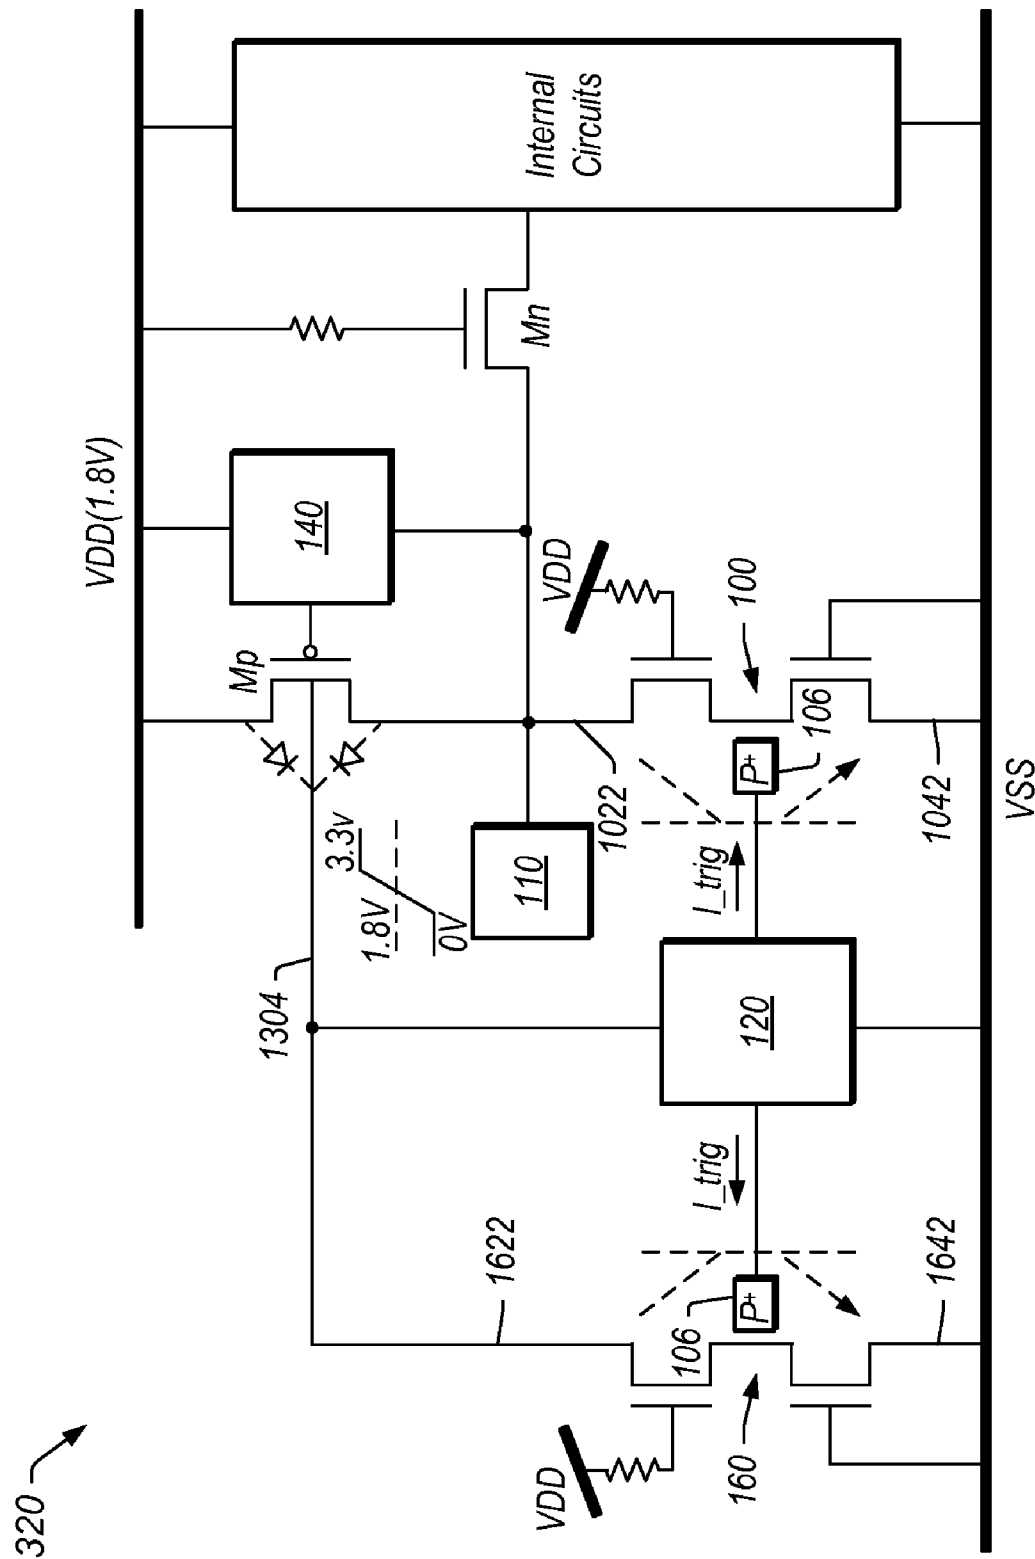 320
VDD(1.8V)
Internal
Circuits
140
Mp
Mn
1304
3.3v
1.8V
0V
110
VDD
1622
1022
100
VDD
I_trig
I_trig
106
P+
120
P+
106
160
1642
1042
VSS